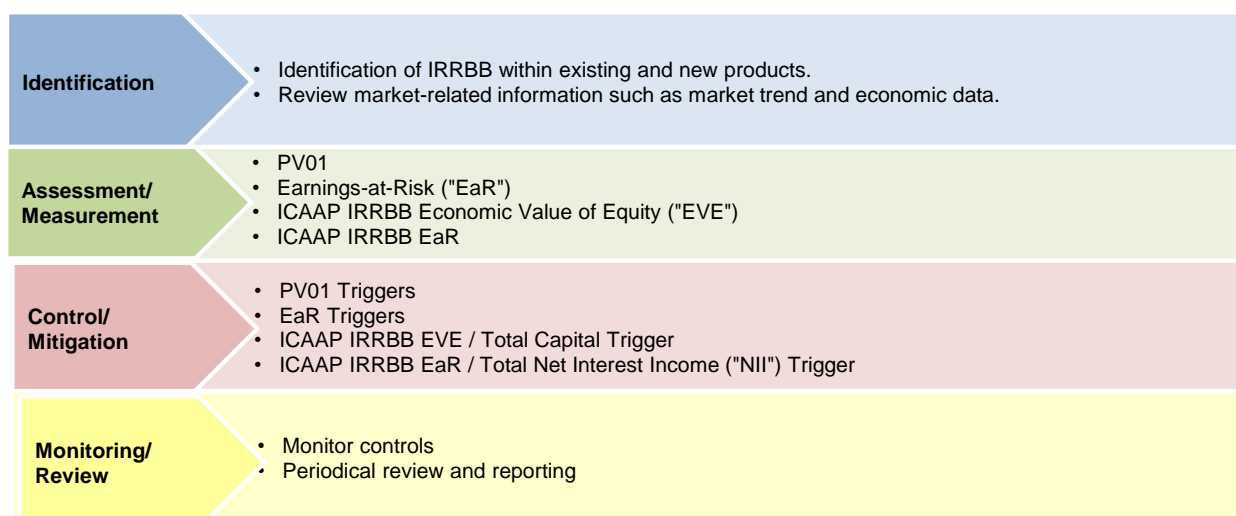 Identification
• Identification of IRRBB within existing and new products.
• Review market-related information such as market trend and economic data.
Assessment/
Measurement
• PV01
• Earnings-at-Risk ("EaR")
• ICAAP IRRBB Economic Value of Equity ("EVE")
• ICAAP IRRBB EaR
Control/
Mitigation
• PV01 Triggers
• EaR Triggers
• ICAAP IRRBB EVE / Total Capital Trigger
• ICAAP IRRBB EaR / Total Net Interest Income ("NII") Trigger
Monitoring/
Review
• Monitor controls
• Periodical review and reporting